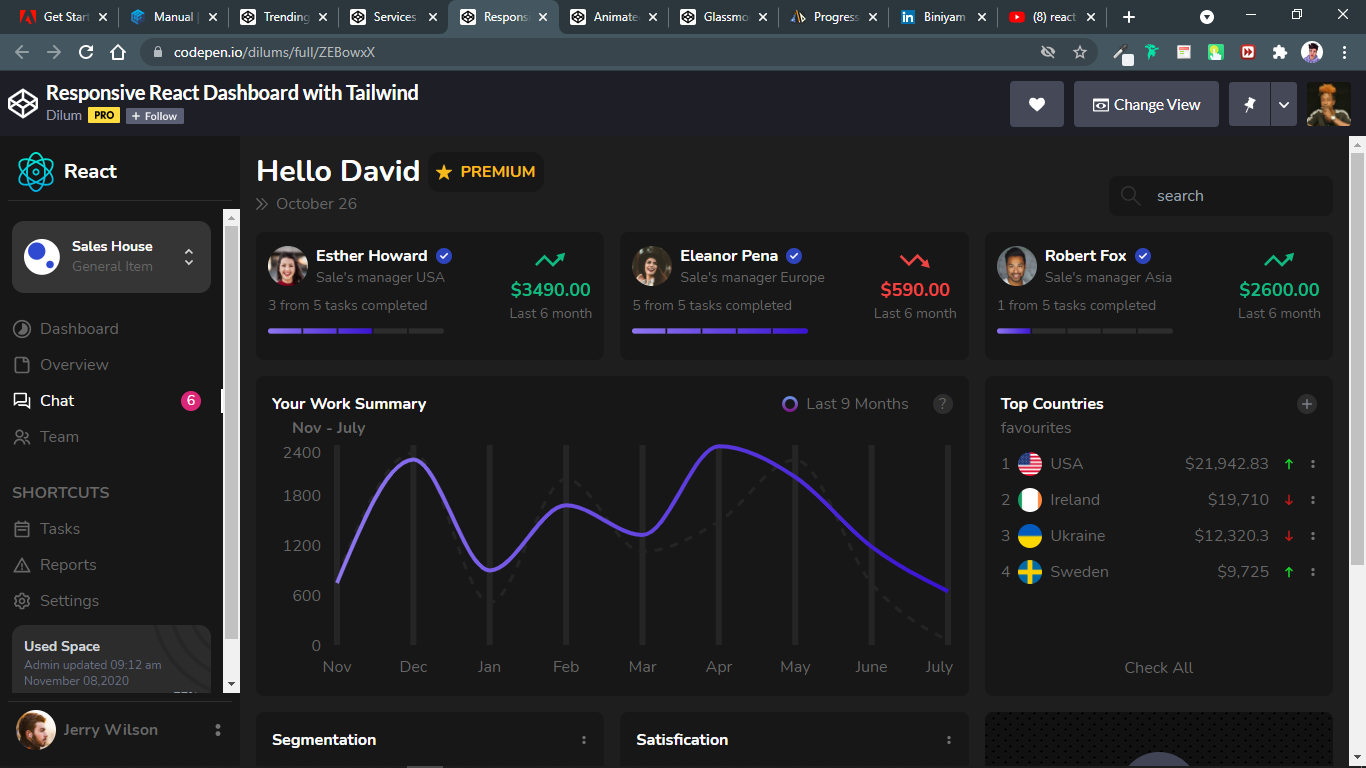 Get Start
Manual |
Trending
Services
Respons
Animate
Glassmo
Progress
Biniyam
(8) react
codepen.io/dilums/full/ZEBowxX
Responsive React Dashboard with Tailwind
Dilum PRO + Follow
Change View
React
Sales House
General Item
Dashboard
Overview
Chat 6
Team
SHORTCUTS
Tasks
Reports
Settings
Used Space
Admin updated 09:12 am
November 08,2020
Jerry Wilson
Hello David PREMIUM
October 26
search
Esther Howard
Sale's manager USA
3 from 5 tasks completed
$3490.00
Last 6 month
Eleanor Pena
Sale's manager Europe
5 from 5 tasks completed
$590.00
Last 6 month
Robert Fox
Sale's manager Asia
1 from 5 tasks completed
$2600.00
Last 6 month
Your Work Summary
Nov - July
Last 9 Months
?
2400
1800
1200
600
0
Nov Dec Jan Feb Mar Apr May June July
Top Countries
favourites
1 USA $21,942.83
2 Ireland $19,710
3 Ukraine $12,320.3
4 Sweden $9,725
Check All
Segmentation
Satisfication